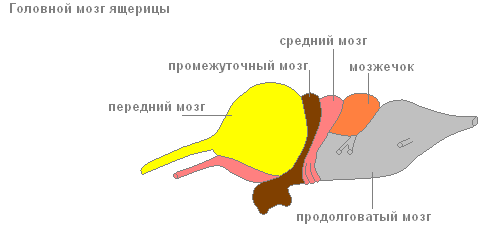 Головной мозг ящерицы
средний мозг
промежуточный мозг
мозжечок
передний мозг
продолговатый мозг